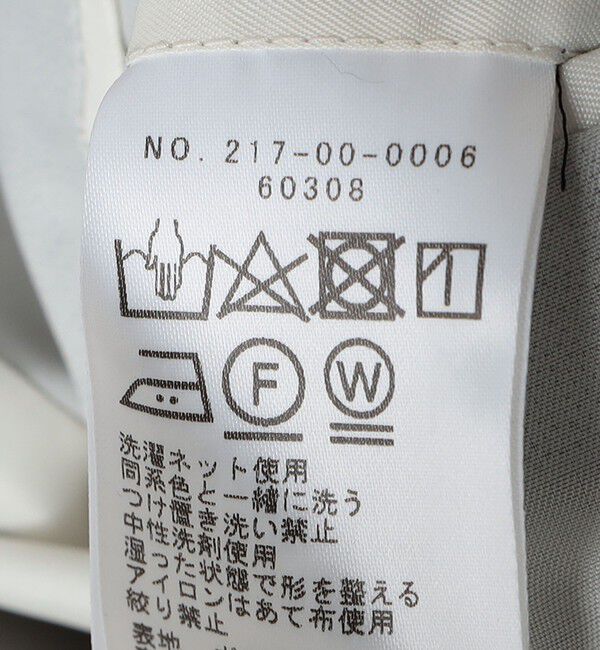 NO. 217-00-0006
60308
F W
洗濯ネット使用
同系色と一緒に洗う
つけ置き洗い禁止
中性洗剤使用
湿った状態で形を整える
アイロンはあて布使用
絞り禁止
表地